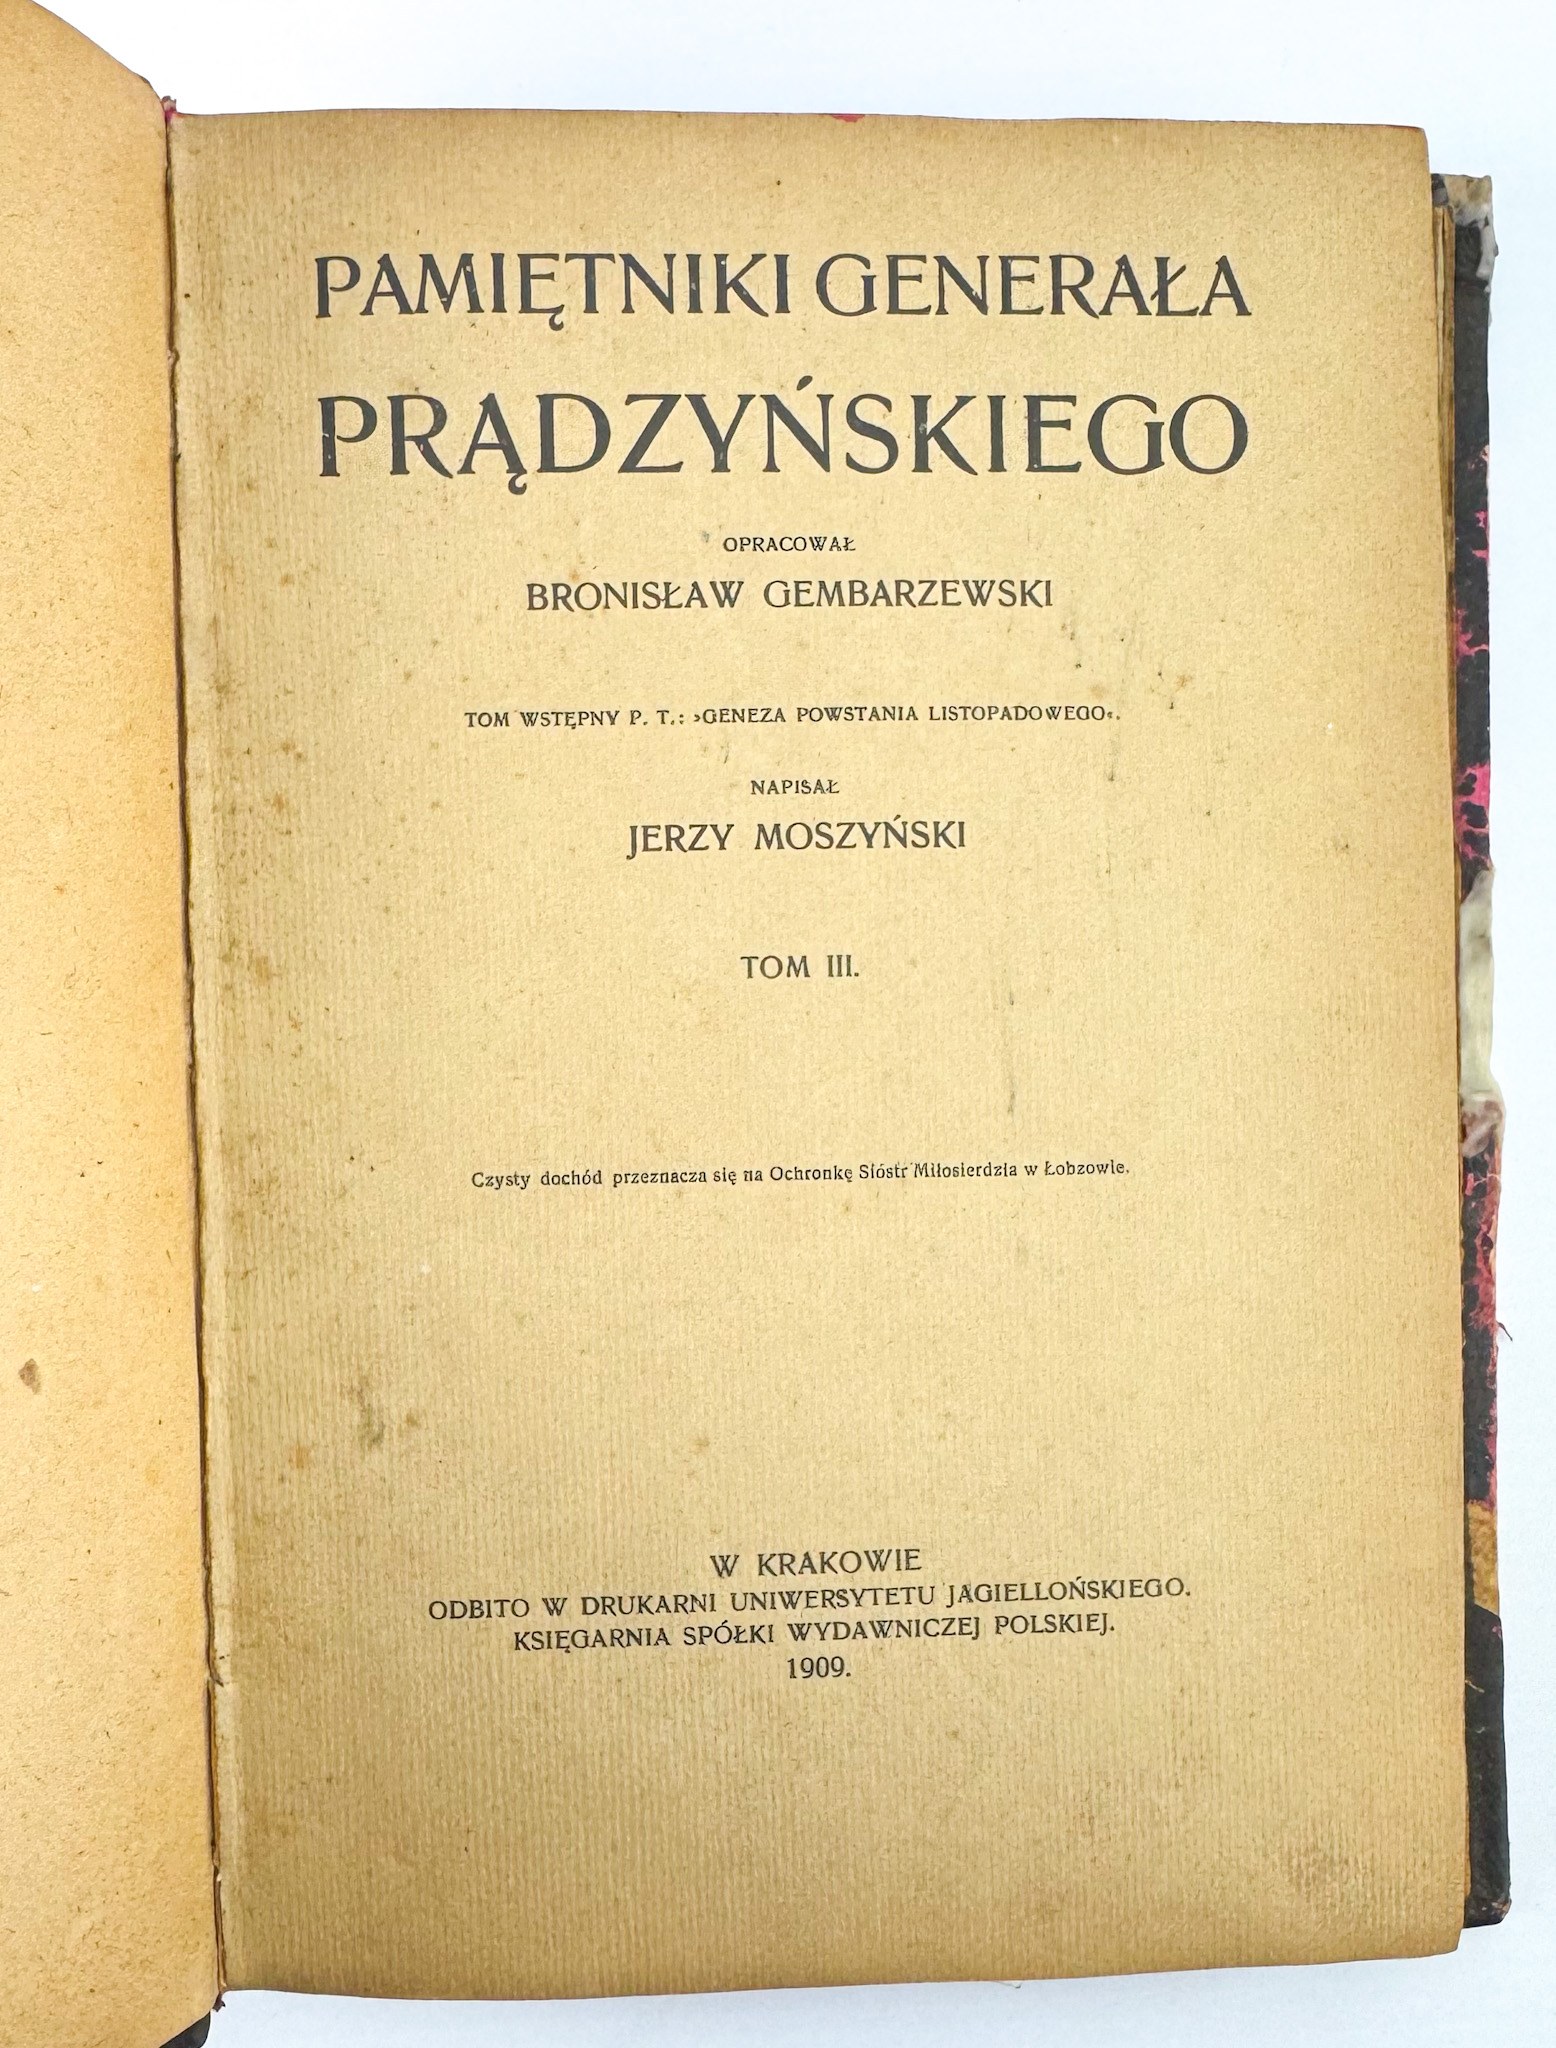 PAMIĘTNIKI GENERAŁA
PRĄDZYŃSKIEGO
OPRACOWAŁ
BRONISŁAW GEMBARZEWSKI
TOM WSTĘPNY P. T.: ›GENEZA POWSTANIA LISTOPADOWEGO‹.
NAPISAŁ
JERZY MOSZYŃSKI
TOM III.
Czysty dochód przeznacza się na Ochronkę Sióstr Miłosierdzia w Łobzowie.
W KRAKOWIE
ODBITO W DRUKARNI UNIWERSYTETU JAGIELLOŃSKIEGO.
KSIĘGARNIA SPÓŁKI WYDAWNICZEJ POLSKIEJ.
1909.